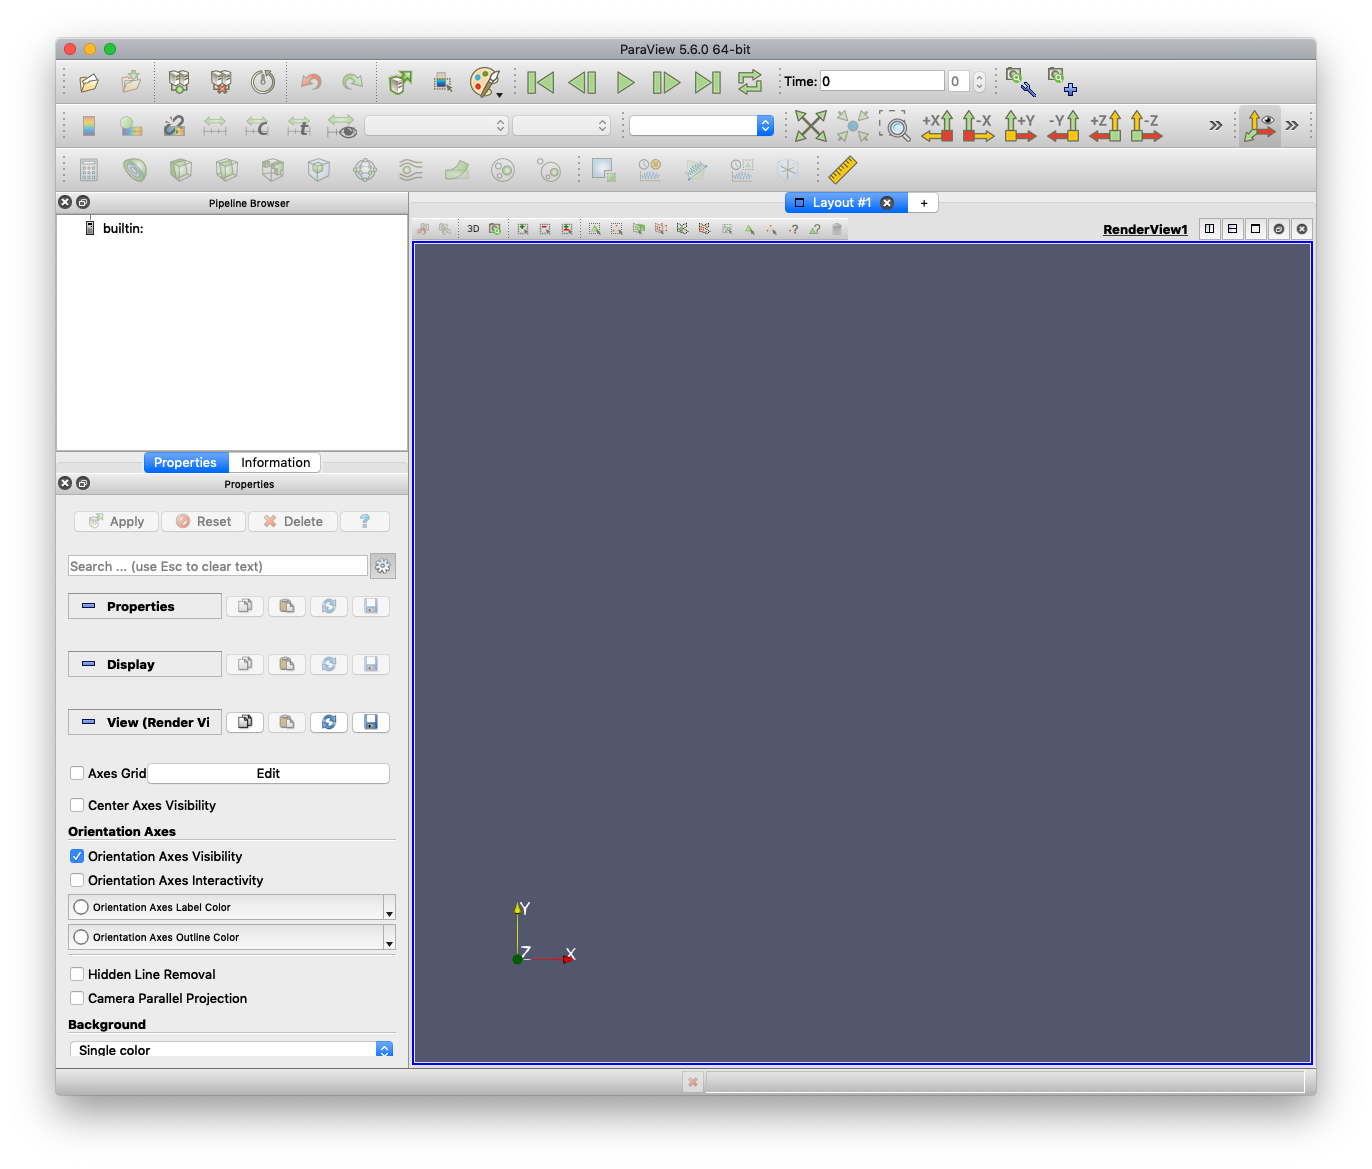 ParaView 5.6.0 64-bit
Time: 0 0
+X -X +Y -Y +Z -Z
Pipeline Browser
Layout #1 +
builtin:
3D
RenderView1
Properties Information
Properties
Apply Reset Delete ?
Search ... (use Esc to clear text)
Properties
Display
View (Render Vi
Axes Grid Edit
Center Axes Visibility
Orientation Axes
Orientation Axes Visibility
Orientation Axes Interactivity
Orientation Axes Label Color
Orientation Axes Outline Color
Hidden Line Removal
Camera Parallel Projection
Background
Single color
Y
Z X